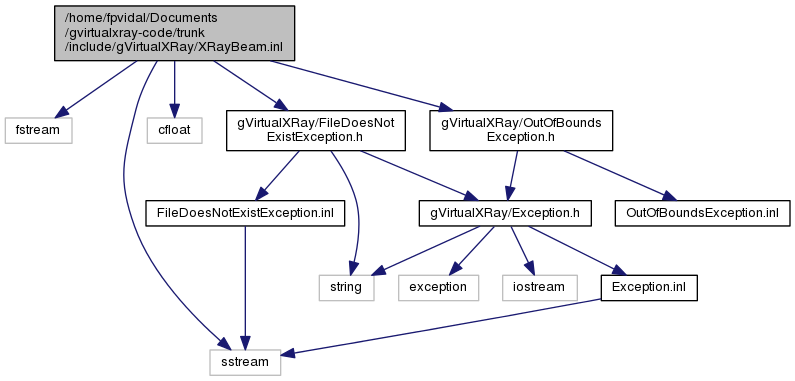 /home/fpvidal/Documents
/gvirtualxray-code/trunk
/include/gVirtualXRay/XRayBeam.inl
fstream
cfloat
gVirtualXRay/FileDoesNot
ExistException.h
gVirtualXRay/OutOfBounds
Exception.h
FileDoesNotExistException.inl
gVirtualXRay/Exception.h
OutOfBoundsException.inl
string
exception
iostream
Exception.inl
sstream